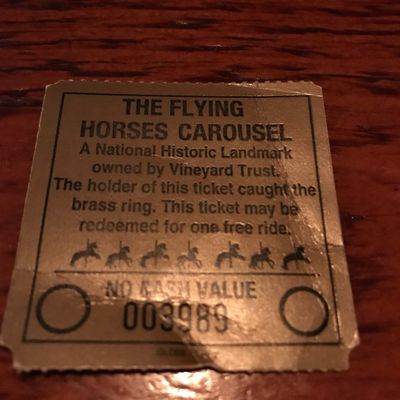 THE FLYING
HORSES CAROUSEL
A National Historic Landmark
owned by Vineyard Trust.
The holder of this ticket caught the
brass ring. This ticket may be
redeemed for one free ride.
NO CASH VALUE
003989
GLOBE